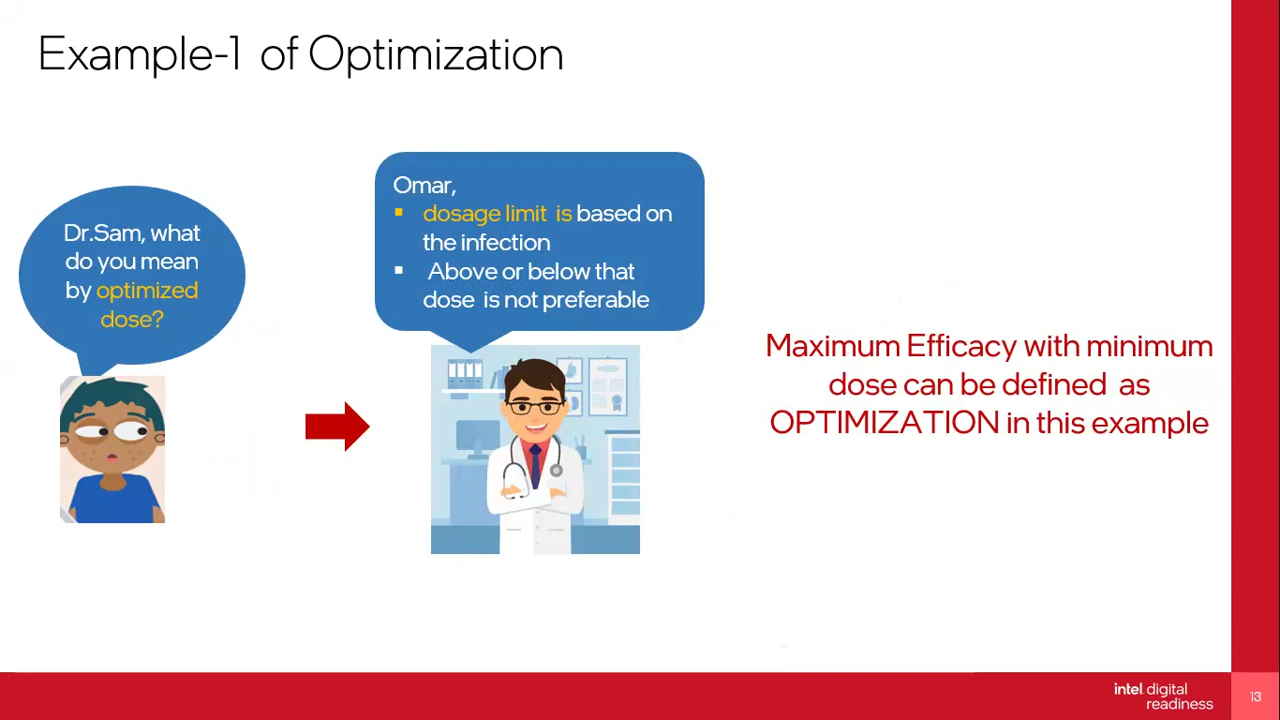 Example-1 of Optimization
Dr.Sam, what
do you mean
by optimized
dose?
Omar,
▪ dosage limit is based on
the infection
▪ Above or below that
dose is not preferable
Maximum Efficacy with minimum
dose can be defined as
OPTIMIZATION in this example
intel. digital
readiness
13